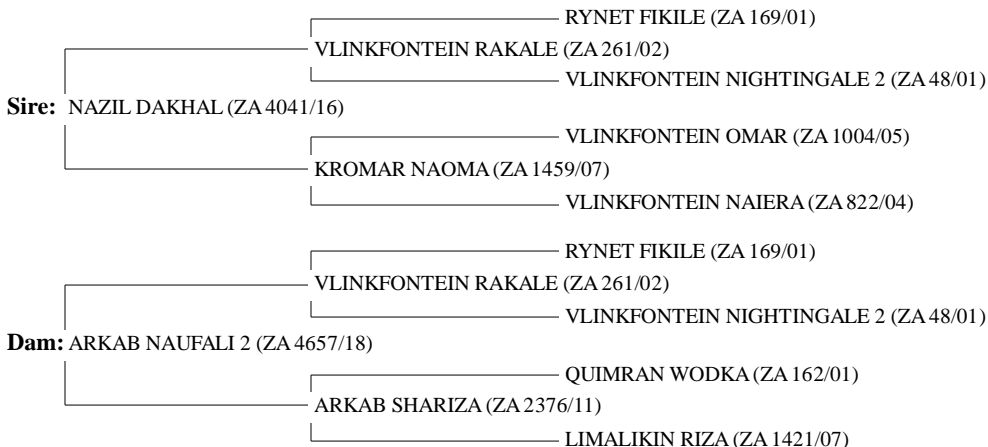 RYNET FIKILE (ZA 169/01)
VLINKFONTEIN RAKALE (ZA 261/02)
VLINKFONTEIN NIGHTINGALE 2 (ZA 48/01)
Sire: NAZIL DAKHAL (ZA 4041/16)
VLINKFONTEIN OMAR (ZA 1004/05)
KROMAR NAOMA (ZA 1459/07)
VLINKFONTEIN NAIERA (ZA 822/04)
RYNET FIKILE (ZA 169/01)
VLINKFONTEIN RAKALE (ZA 261/02)
VLINKFONTEIN NIGHTINGALE 2 (ZA 48/01)
Dam: ARKAB NAUFALI 2 (ZA 4657/18)
QUIMRAN WODKA (ZA 162/01)
ARKAB SHARIZA (ZA 2376/11)
LIMALIKIN RIZA (ZA 1421/07)